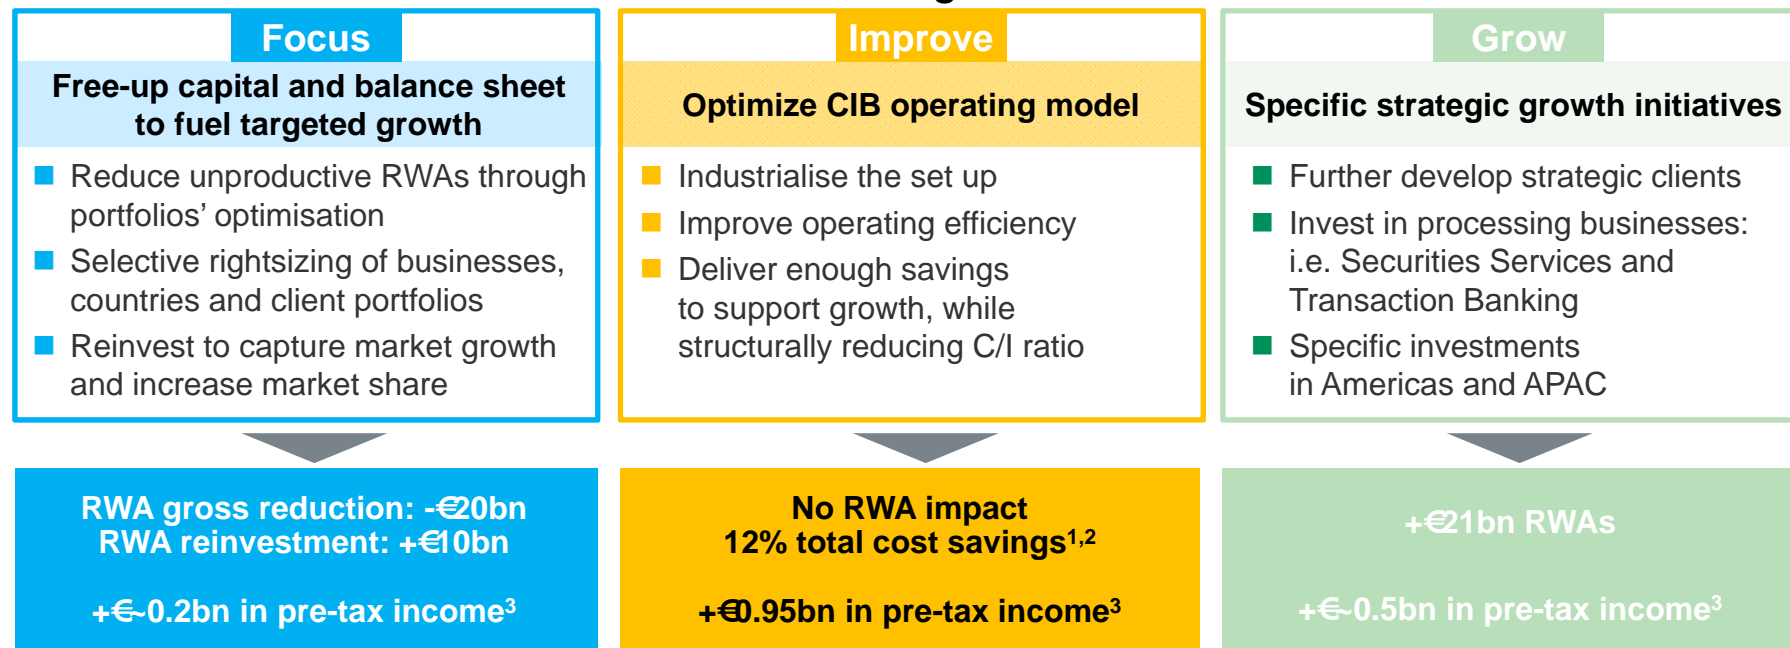 Focus
Free-up capital and balance sheet
to fuel targeted growth
Reduce unproductive RWAs through
portfolios’ optimisation
Selective rightsizing of businesses,
countries and client portfolios
Reinvest to capture market growth
and increase market share
RWA gross reduction: -€20bn
RWA reinvestment: +€10bn
+€~0.2bn in pre-tax income³
Improve
Optimize CIB operating model
Industrialise the set up
Improve operating efficiency
Deliver enough savings
to support growth, while
structurally reducing C/I ratio
No RWA impact
12% total cost savings¹,²
+€0.95bn in pre-tax income³
Grow
Specific strategic growth initiatives
Further develop strategic clients
Invest in processing businesses:
i.e. Securities Services and
Transaction Banking
Specific investments
in Americas and APAC
+€21bn RWAs
+€~0.5bn in pre-tax income³